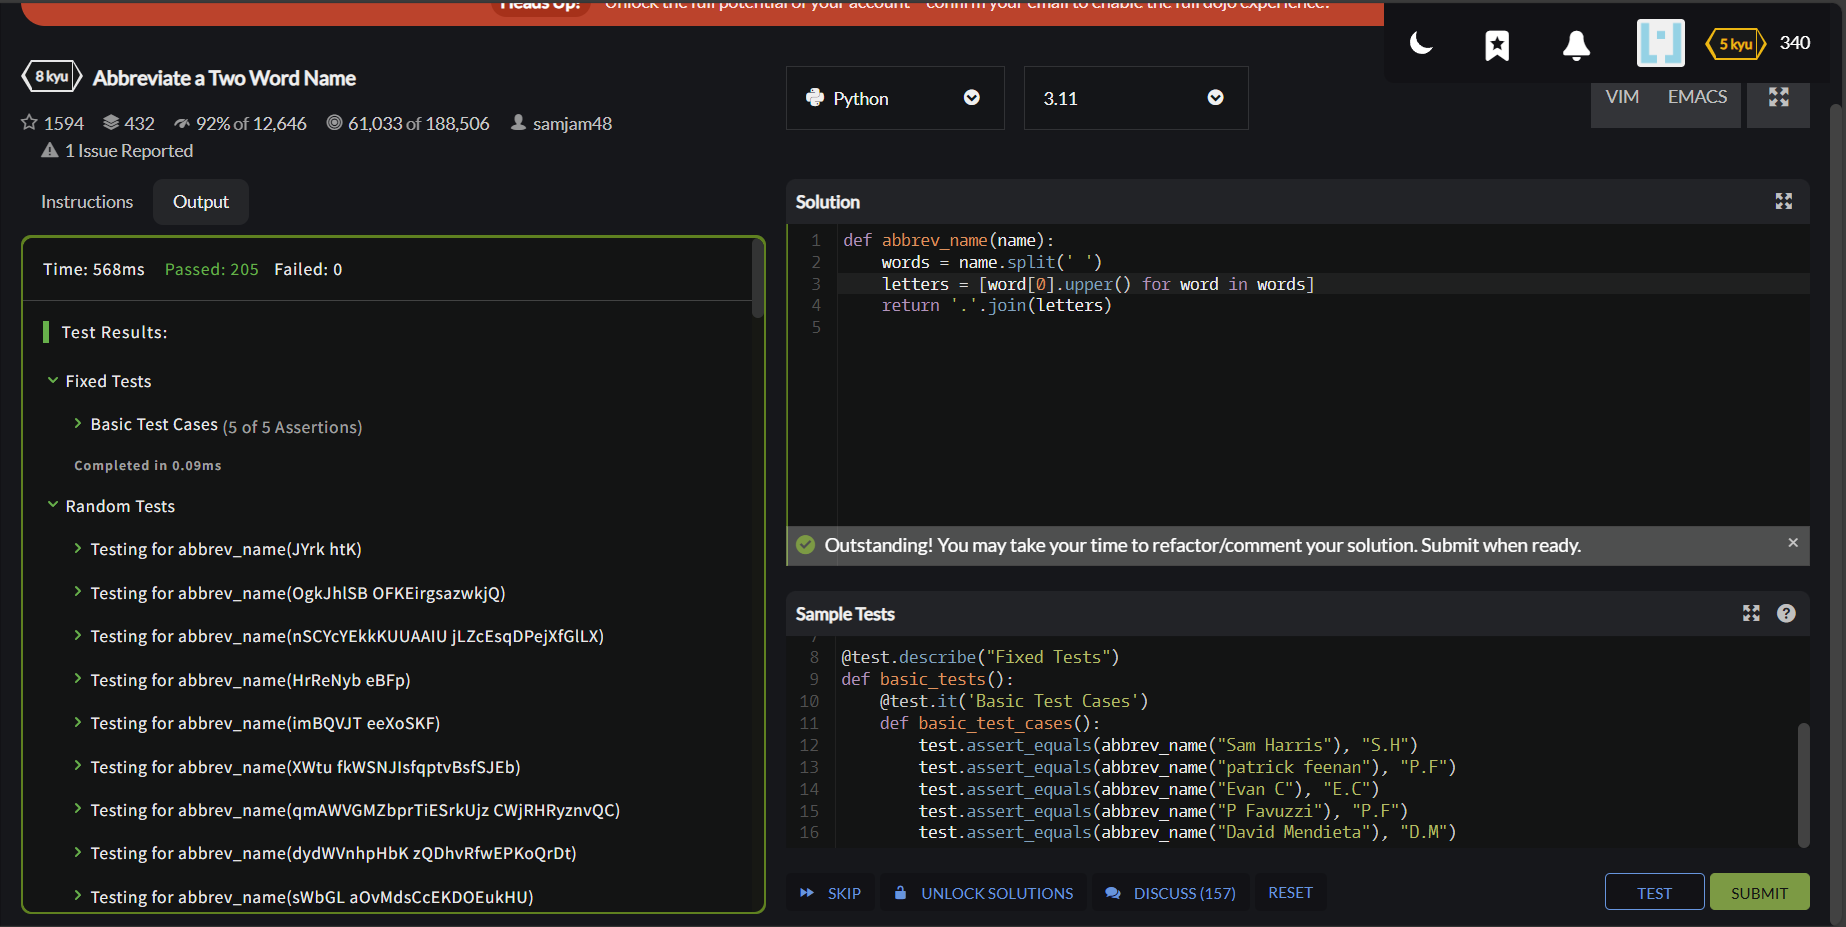 Heads Up! Unlock the full potential of your account - confirm your email to enable the full dojo experience!
5 kyu 340
8 kyu Abbreviate a Two Word Name
1594 432 92% of 12,646 61,033 of 188,506 samjam48
1 Issue Reported
Python 3.11
VIM EMACS
Instructions Output
Time: 568ms Passed: 205 Failed: 0
Test Results:
Fixed Tests
Basic Test Cases (5 of 5 Assertions)
Completed in 0.09ms
Random Tests
Testing for abbrev_name(JYrk htK)
Testing for abbrev_name(OgkJhlSB OFKEirgsazwkjQ)
Testing for abbrev_name(nSCYcYEkkKUUAAIU jLZcEsqDPejXfGlLX)
Testing for abbrev_name(HrReNyb eBFp)
Testing for abbrev_name(imBQVJT eeXoSKF)
Testing for abbrev_name(XWtu fkWSNJIsfqptvBsfSJEb)
Testing for abbrev_name(qmAWVGMZbprTiESrkUjz CWjRHRyznvQC)
Testing for abbrev_name(dydWVnhpHbK zQDhvRfwEPKoQrDt)
Testing for abbrev_name(sWbGL aOvMdsCcEKDOEukHU)
Solution
1 def abbrev_name(name):
2     words = name.split(' ')
3     letters = [word[0].upper() for word in words]
4     return '.'.join(letters)
5
Outstanding! You may take your time to refactor/comment your solution. Submit when ready.
Sample Tests
7
8 @test.describe("Fixed Tests")
9 def basic_tests():
10     @test.it('Basic Test Cases')
11     def basic_test_cases():
12         test.assert_equals(abbrev_name("Sam Harris"), "S.H")
13         test.assert_equals(abbrev_name("patrick feenan"), "P.F")
14         test.assert_equals(abbrev_name("Evan C"), "E.C")
15         test.assert_equals(abbrev_name("P Favuzzi"), "P.F")
16         test.assert_equals(abbrev_name("David Mendieta"), "D.M")
SKIP UNLOCK SOLUTIONS DISCUSS (157) RESET TEST SUBMIT